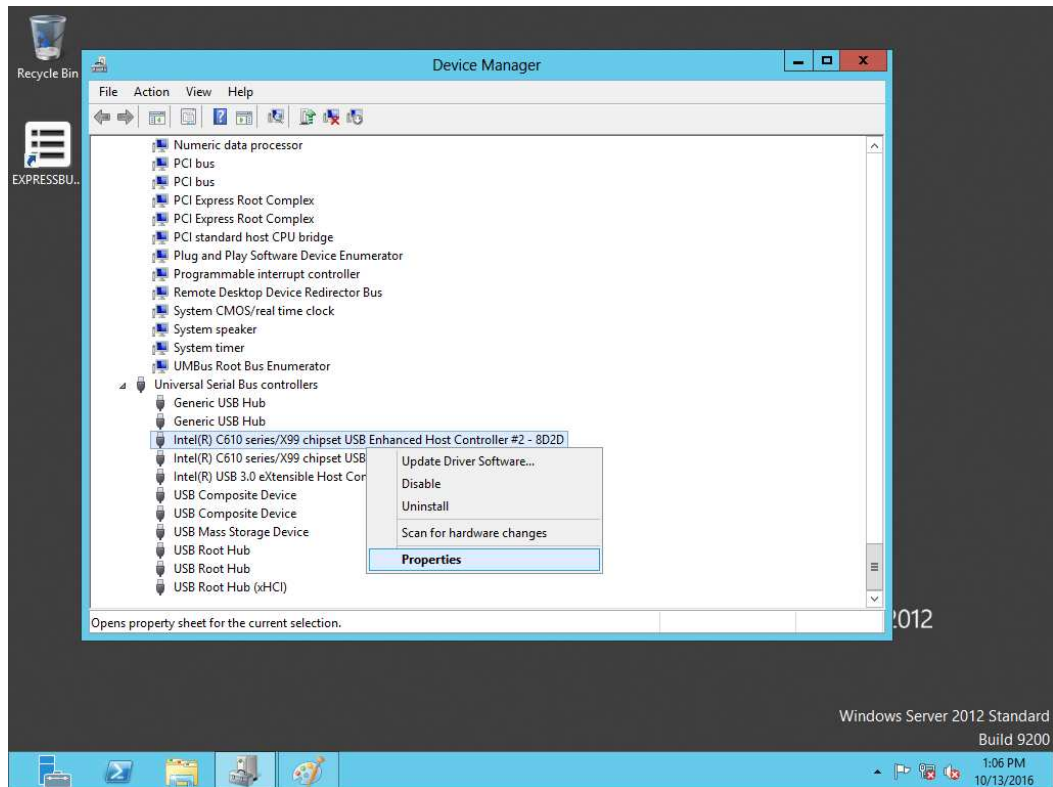 Recycle Bin
EXPRESSBU..
Device Manager
File Action View Help
Numeric data processor
PCI bus
PCI bus
PCI Express Root Complex
PCI Express Root Complex
PCI standard host CPU bridge
Plug and Play Software Device Enumerator
Programmable interrupt controller
Remote Desktop Device Redirector Bus
System CMOS/real time clock
System speaker
System timer
UMBus Root Bus Enumerator
Universal Serial Bus controllers
Generic USB Hub
Generic USB Hub
Intel(R) C610 series/X99 chipset USB Enhanced Host Controller #2 - 8D2D
Intel(R) C610 series/X99 chipset USB
Intel(R) USB 3.0 eXtensible Host Cor
USB Composite Device
USB Composite Device
USB Mass Storage Device
USB Root Hub
USB Root Hub
USB Root Hub (xHCI)
Update Driver Software...
Disable
Uninstall
Scan for hardware changes
Properties
Opens property sheet for the current selection.
2012
Windows Server 2012 Standard
Build 9200
1:06 PM
10/13/2016